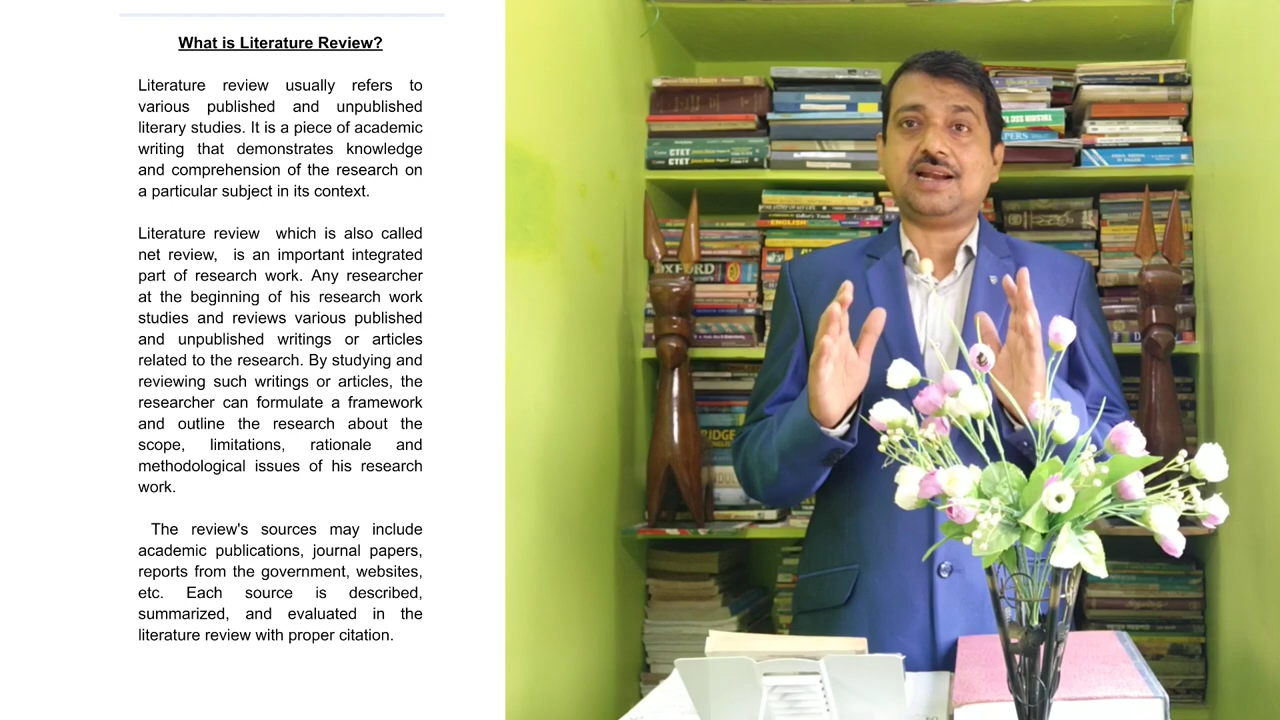 What is Literature Review?
Literature review usually refers to
various published and unpublished
literary studies. It is a piece of academic
writing that demonstrates knowledge
and comprehension of the research on
a particular subject in its context.
Literature review which is also called
net review, is an important integrated
part of research work. Any researcher
at the beginning of his research work
studies and reviews various published
and unpublished writings or articles
related to the research. By studying and
reviewing such writings or articles, the
researcher can formulate a framework
and outline the research about the
scope, limitations, rationale and
methodological issues of his research
work.
The review's sources may include
academic publications, journal papers,
reports from the government, websites,
etc. Each source is described,
summarized, and evaluated in the
literature review with proper citation.
CTET
CTET
ENGLISH
OXFORD